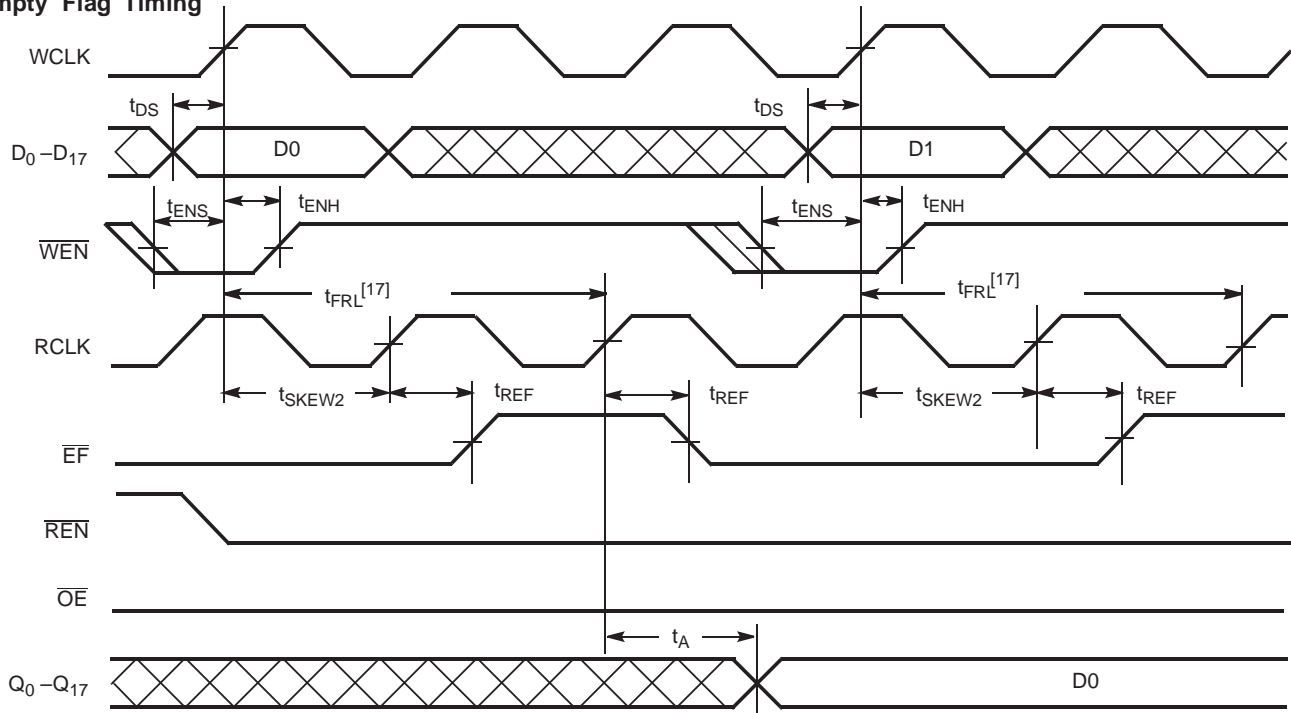 mpty Flag Timing
WCLK
tDS
tDS
D0 –D17
D0
D1
tENS
tENH
tENS
tENH
WEN
tFRL[17]
tFRL[17]
RCLK
tSKEW2
tREF
tREF
tSKEW2
tREF
EF
REN
OE
tA
Q0 –Q17
D0